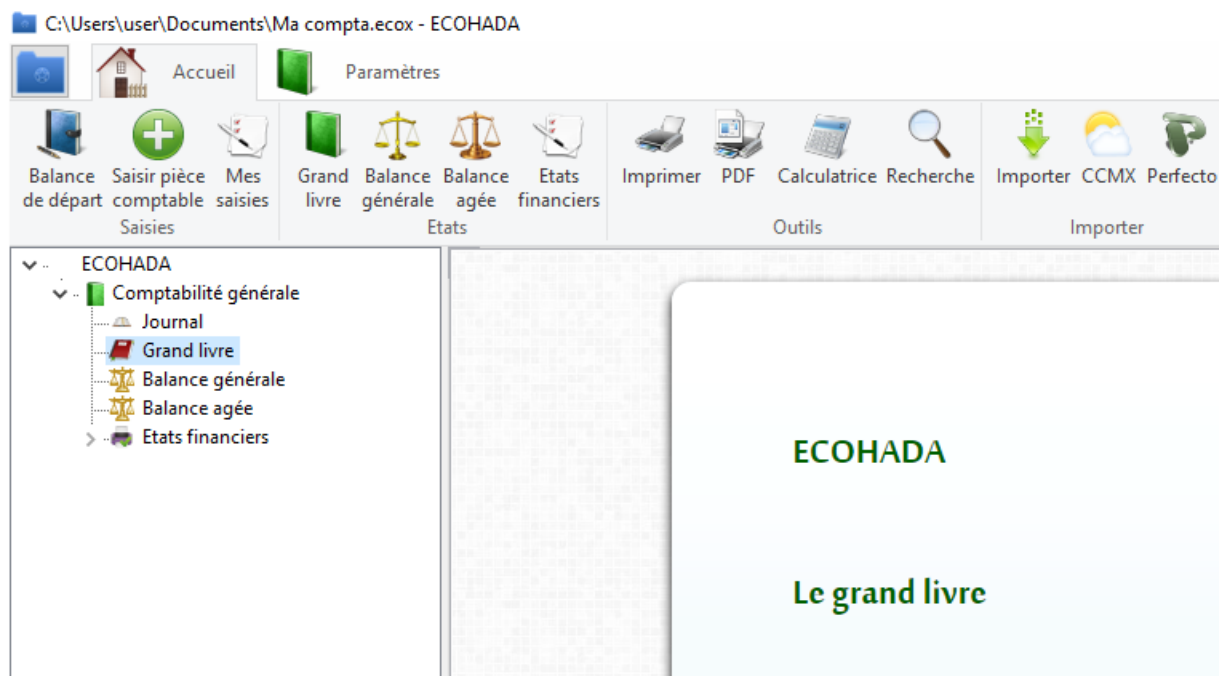 C:\Users\user\Documents\Ma compta.ecox - ECOHADA
Accueil Paramètres
Balance de départ Saisir pièce comptable Mes saisies Grand livre Balance générale Balance agée Etats financiers Imprimer PDF Calculatrice Recherche Importer CCMX Perfecto
Saisies Etats Outils Importer
ECOHADA
Comptabilité générale
Journal
Grand livre
Balance générale
Balance agée
Etats financiers
ECOHADA
Le grand livre